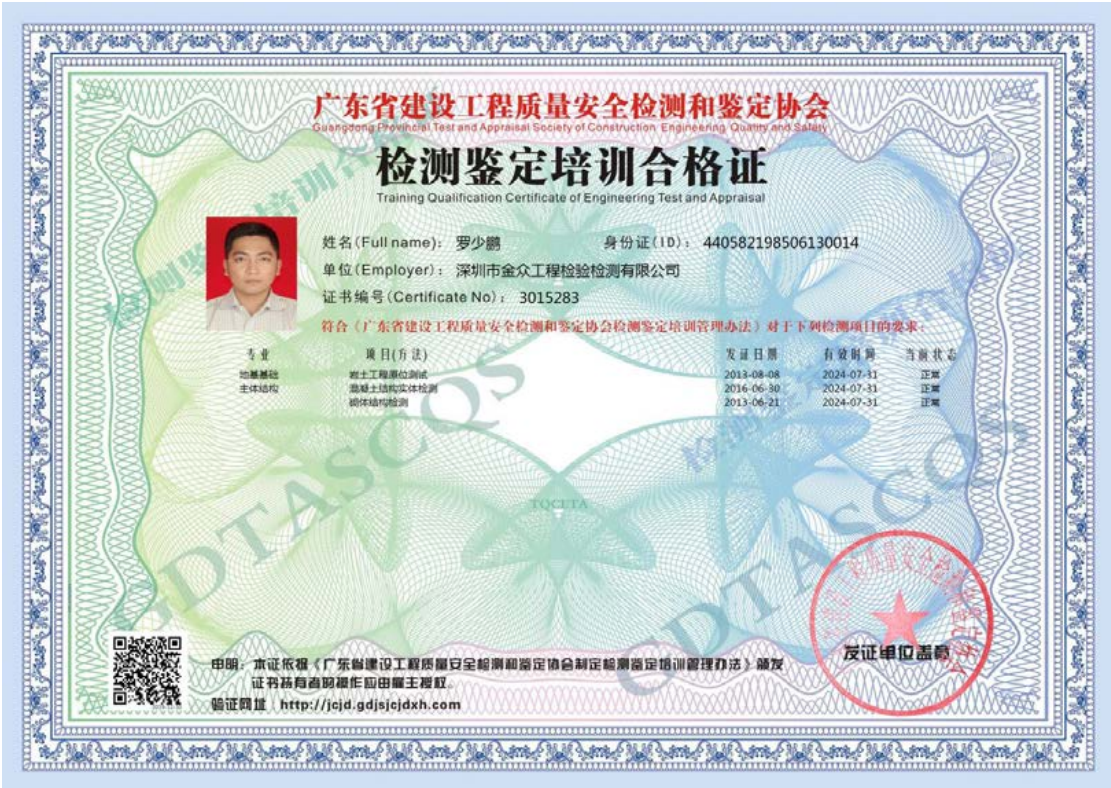 广东省建设工程质量安全检测和鉴定协会
Guangdong Provincial Test and Appraisal Society of Construction Engineering Quality and Safety
检测鉴定培训合格证
Training Qualification Certificate of Engineering Test and Appraisal
姓名(Full name): 罗少鹏 身份证(ID): 440582198506130014
单位(Employer): 深圳市金众工程检验检测有限公司
证书编号(Certificate No): 3015283
符合《广东省建设工程质量安全检测和鉴定协会检测鉴定培训管理办法》对于下列检测项目的要求:
专业 项目(方法) 发证日期 有效时间 当前状态
地基基础 岩土工程原位测试 2013-08-08 2024-07-31 正常
主体结构 混凝土结构实体检测 2016-06-30 2024-07-31 正常
砌体结构检测 2013-06-21 2024-07-31 正常
TQCETA
GDTASCQS
GDTASCQS
发证单位盖章
申明: 本证依据《广东省建设工程质量安全检测和鉴定协会制定检测鉴定培训管理办法》颁发
证书持有者的操作应由雇主授权.
验证网址: http://jcjd.gdjsjcjdxh.com